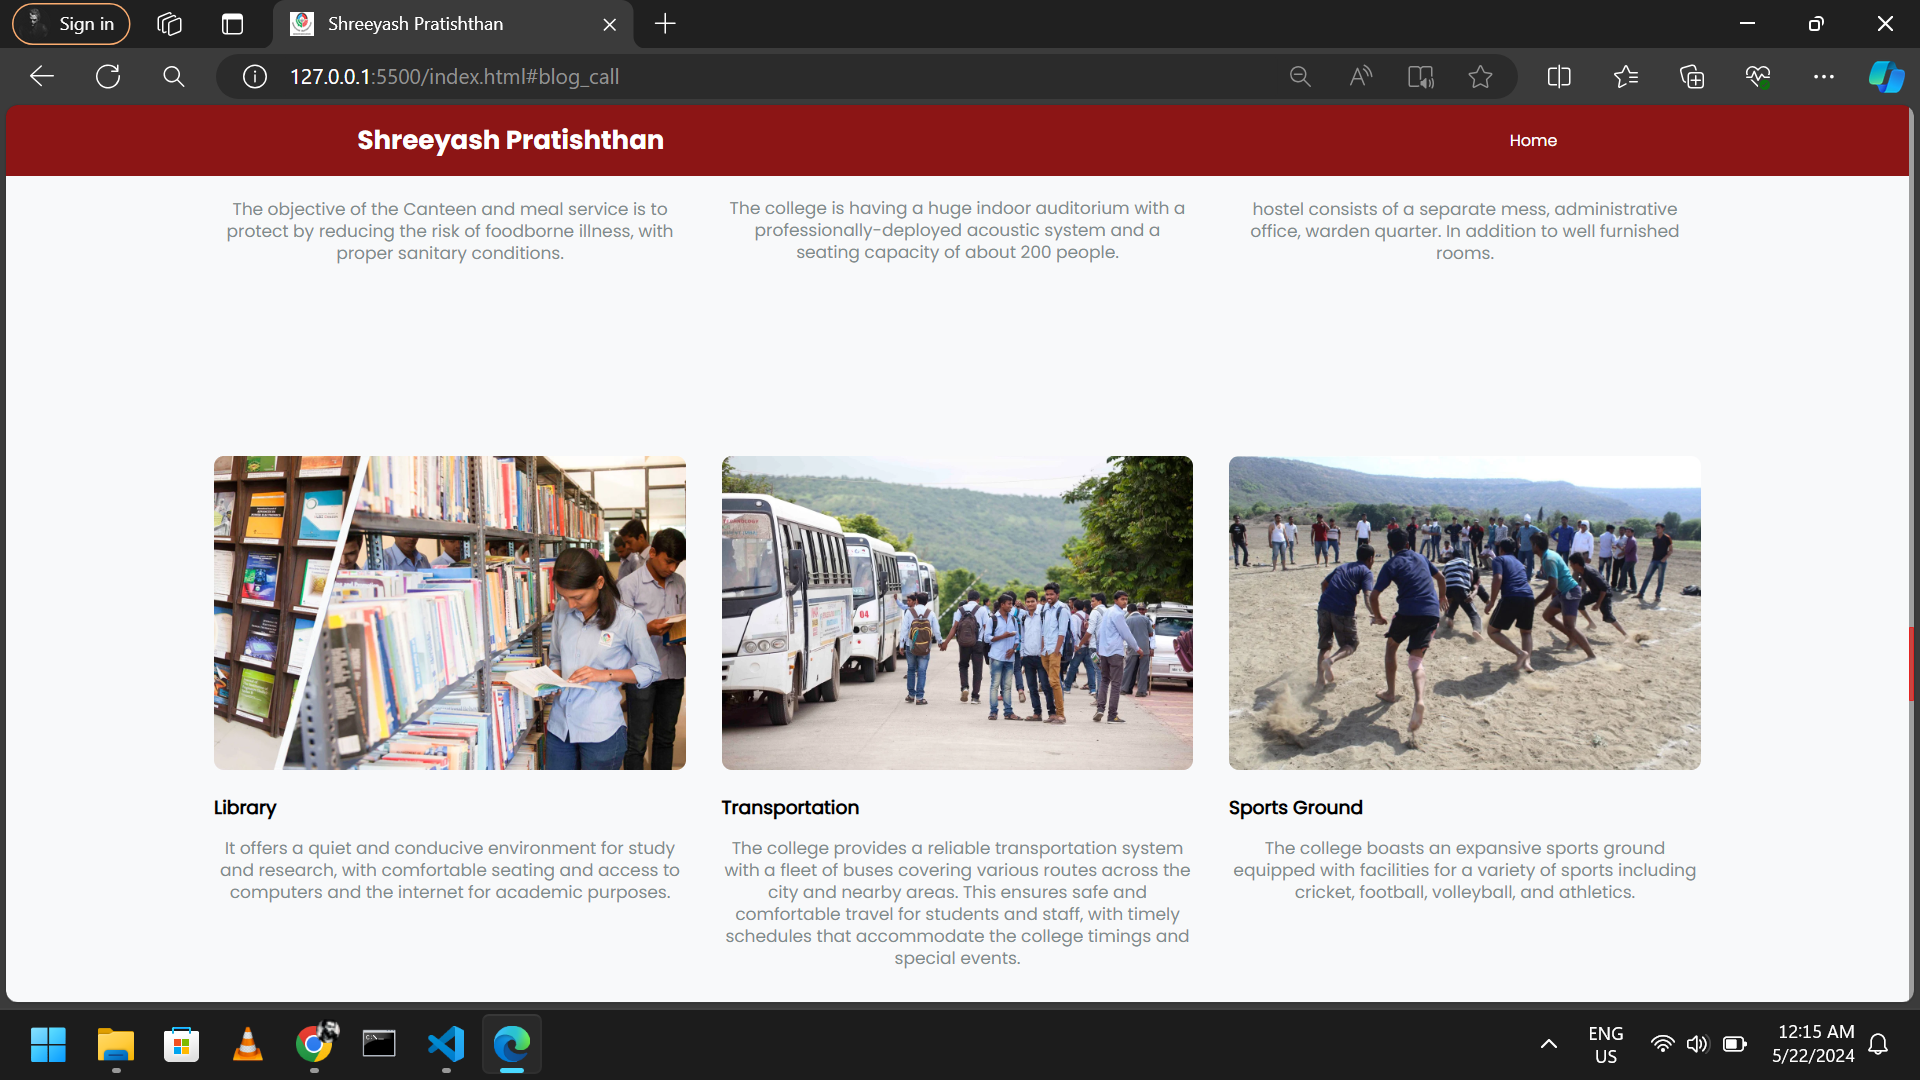 Sign in
Shreeyash Pratishthan
127.0.0.1:5500/index.html#blog_call
Shreeyash Pratishthan
Home
The objective of the Canteen and meal service is to
protect by reducing the risk of foodborne illness, with
proper sanitary conditions.
The college is having a huge indoor auditorium with a
professionally-deployed acoustic system and a
seating capacity of about 200 people.
hostel consists of a separate mess, administrative
office, warden quarter. In addition to well furnished
rooms.
04
Library
It offers a quiet and conducive environment for study
and research, with comfortable seating and access to
computers and the internet for academic purposes.
Transportation
The college provides a reliable transportation system
with a fleet of buses covering various routes across the
city and nearby areas. This ensures safe and
comfortable travel for students and staff, with timely
schedules that accommodate the college timings and
special events.
Sports Ground
The college boasts an expansive sports ground
equipped with facilities for a variety of sports including
cricket, football, volleyball, and athletics.
ENG
US
12:15 AM
5/22/2024